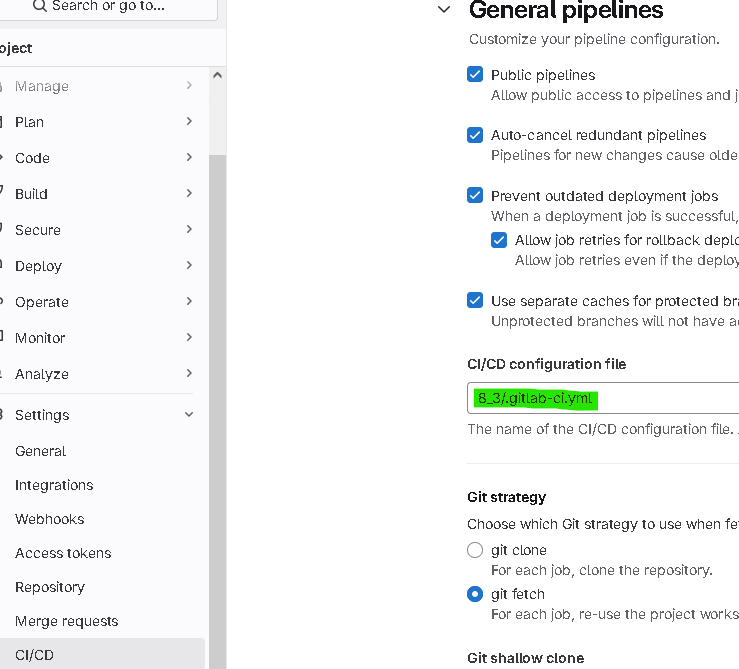 Search or go to...
oject
Manage
Plan
Code
Build
Secure
Deploy
Operate
Monitor
Analyze
Settings
General
Integrations
Webhooks
Access tokens
Repository
Merge requests
CI/CD
General pipelines
Customize your pipeline configuration.
Public pipelines
Allow public access to pipelines and j
Auto-cancel redundant pipelines
Pipelines for new changes cause olde
Prevent outdated deployment jobs
When a deployment job is successful,
Allow job retries for rollback deplo
Allow job retries even if the deploy
Use separate caches for protected bra
Unprotected branches will not have a
CI/CD configuration file
8_3/.gitlab-ci.yml
The name of the CI/CD configuration file.
Git strategy
Choose which Git strategy to use when fe
git clone
For each job, clone the repository.
git fetch
For each job, re-use the project works
Git shallow clone